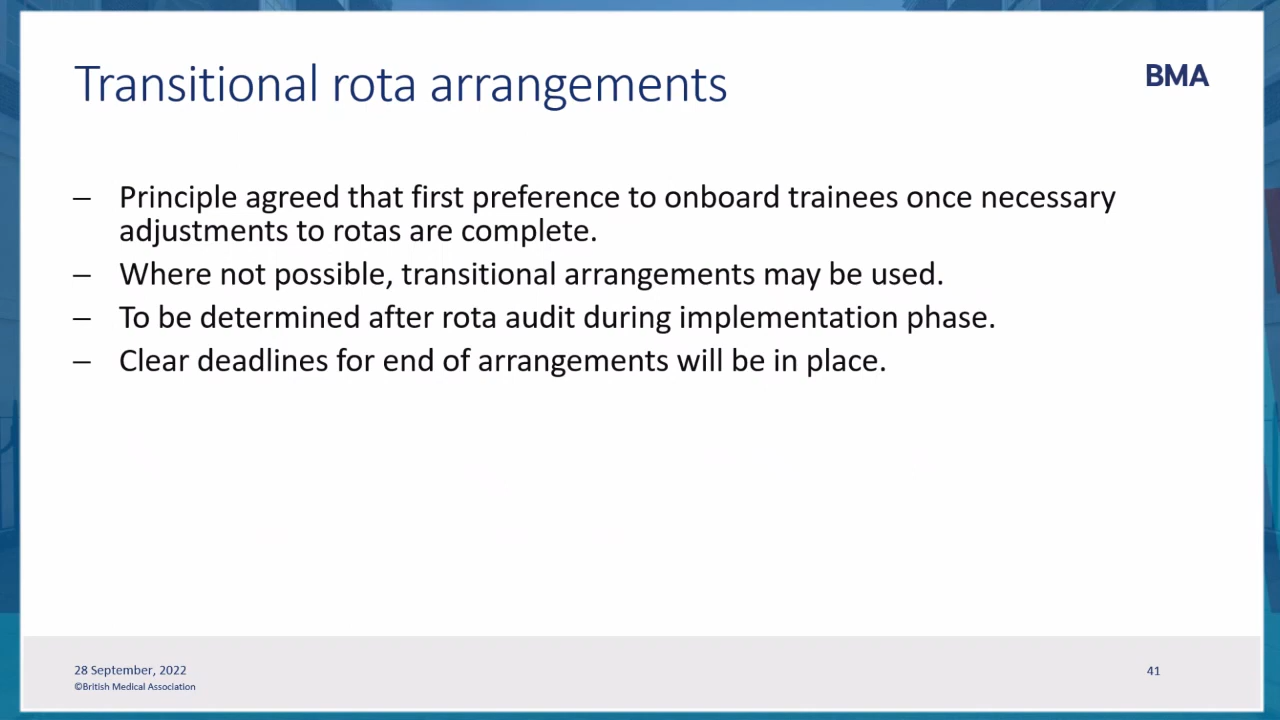 Transitional rota arrangements
BMA
– Principle agreed that first preference to onboard trainees once necessary
adjustments to rotas are complete.
– Where not possible, transitional arrangements may be used.
– To be determined after rota audit during implementation phase.
– Clear deadlines for end of arrangements will be in place.
28 September, 2022
41
©British Medical Association